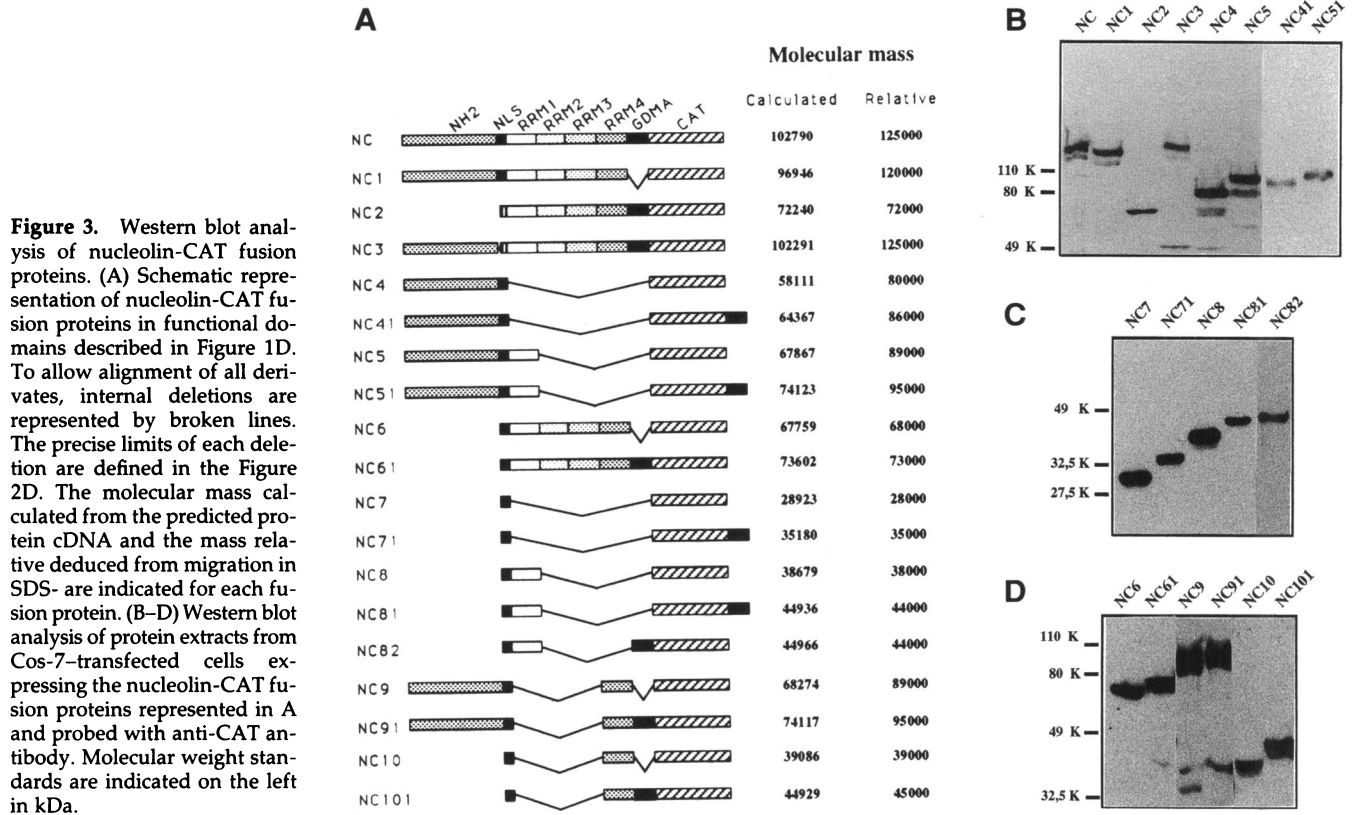 Figure 3. Western blot anal-
ysis of nucleolin-CAT fusion
proteins. (A) Schematic repre-
sentation of nucleolin-CAT fu-
sion proteins in functional do-
mains described in Figure 1D.
To allow alignment of all deri-
vates, internal deletions are
represented by broken lines.
The precise limits of each dele-
tion are defined in the Figure
2D. The molecular mass cal-
culated from the predicted pro-
tein cDNA and the mass rela-
tive deduced from migration in
SDS- are indicated for each fu-
sion protein. (B–D) Western blot
analysis of protein extracts from
Cos-7–transfected cells ex-
pressing the nucleolin-CAT fu-
sion proteins represented in A
and probed with anti-CAT an-
tibody. Molecular weight stan-
dards are indicated on the left
in kDa.
A
Molecular mass
NH2 NLS RRM1 RRM2 RRM3 RRM4 GDMA CAT Calculated Relative
NC 102790 125000
NC1 96946 120000
NC2 72240 72000
NC3 102291 125000
NC4 58111 80000
NC41 64367 86000
NC5 67867 89000
NC51 74123 95000
NC6 67759 68000
NC61 73602 73000
NC7 28923 28000
NC71 35180 35000
NC8 38679 38000
NC81 44936 44000
NC82 44966 44000
NC9 68274 89000
NC91 74117 95000
NC10 39086 39000
NC101 44929 45000
B
NC NC1 NC2 NC3 NC4 NC5 NC41 NC51
110 K
80 K
49 K
C
NC7 NC71 NC8 NC81 NC82
49 K
32,5 K
27,5 K
D
NC6 NC61 NC9 NC91 NC10 NC101
110 K
80 K
49 K
32,5 K